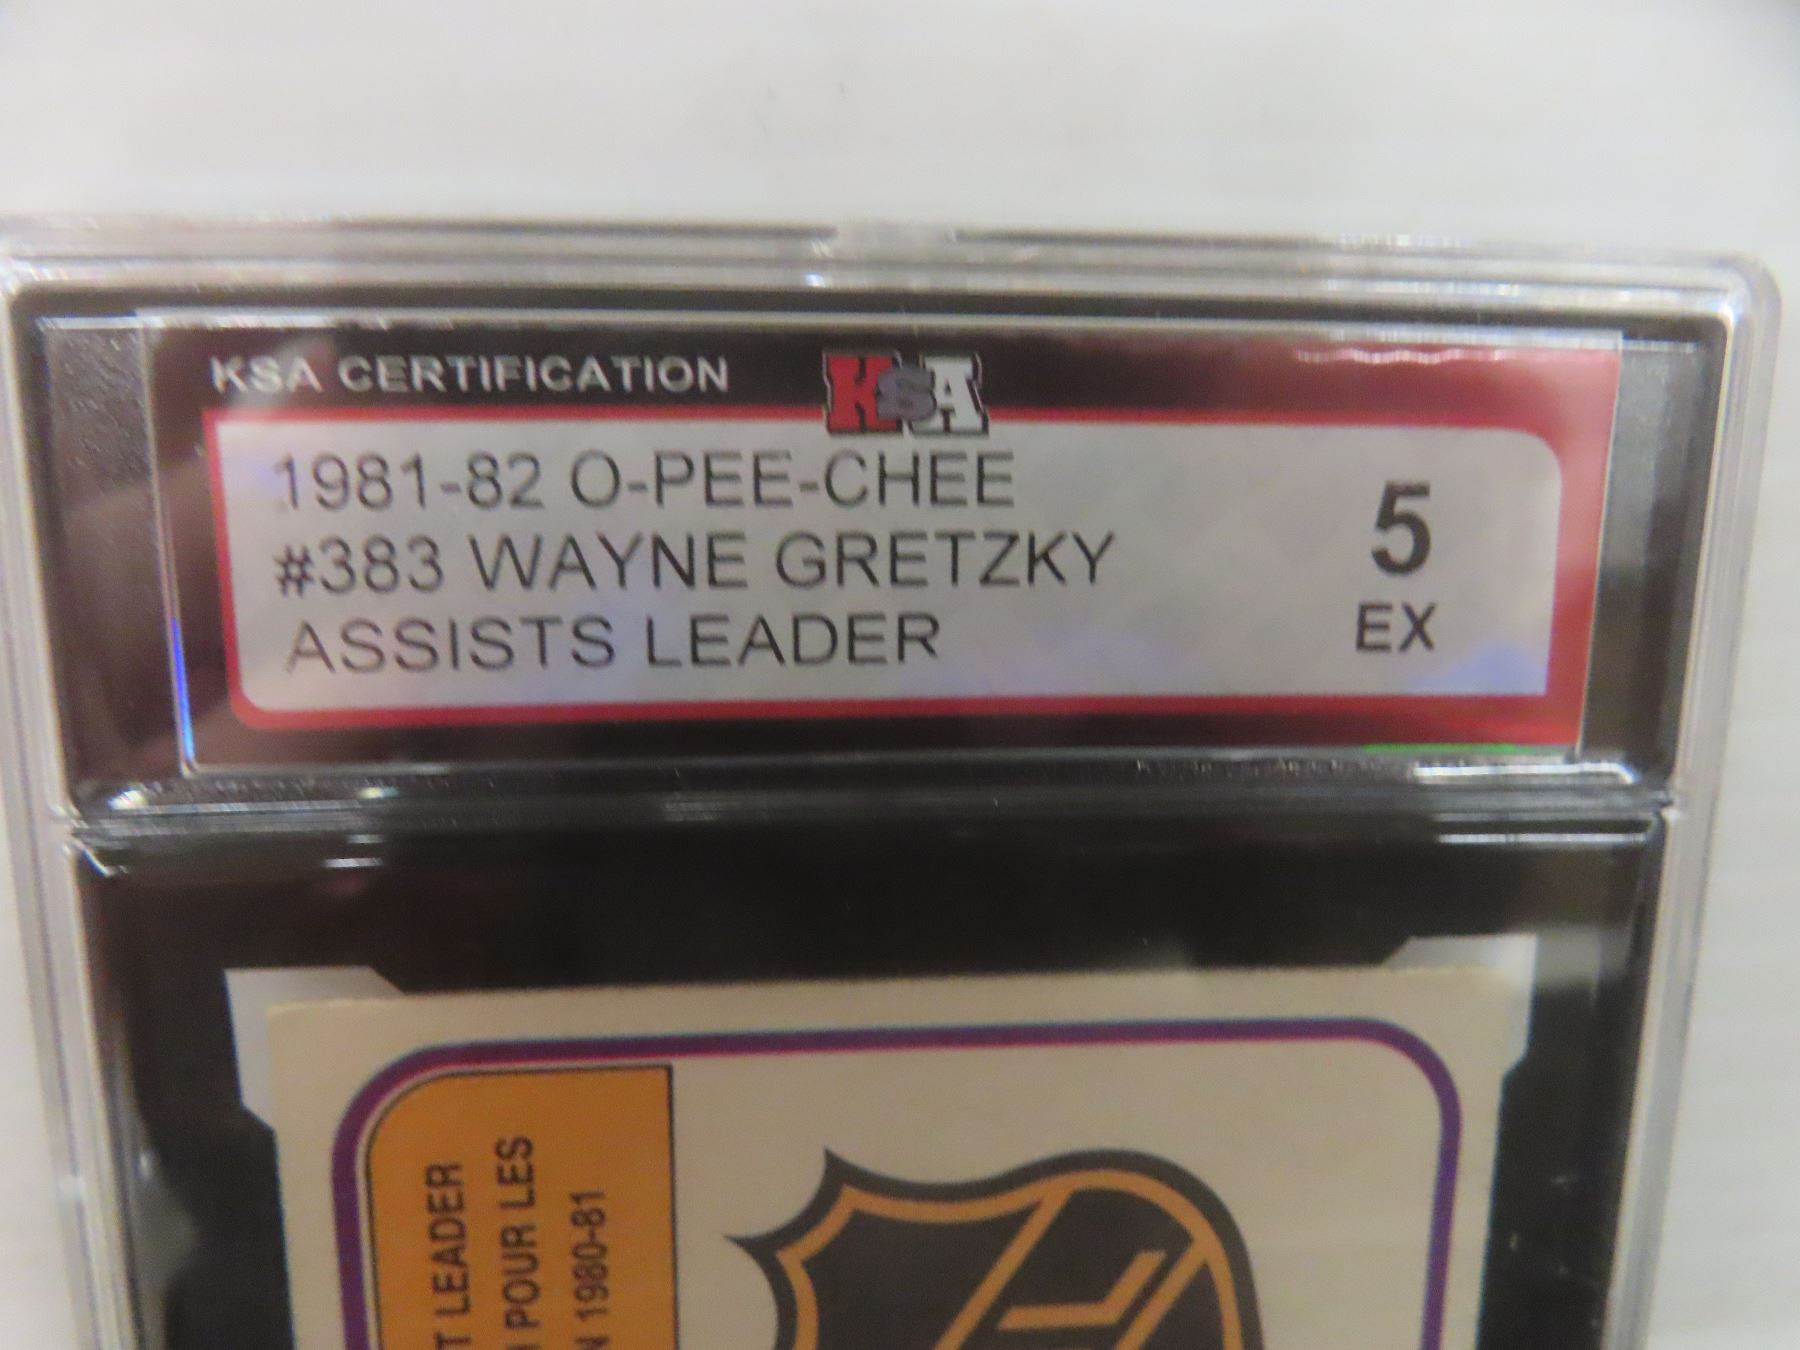 KSA CERTIFICATION
KSA
1981-82 O-PEE-CHEE
#383 WAYNE GRETZKY
ASSISTS LEADER
5
EX
LEADER
POUR LES
1980-81